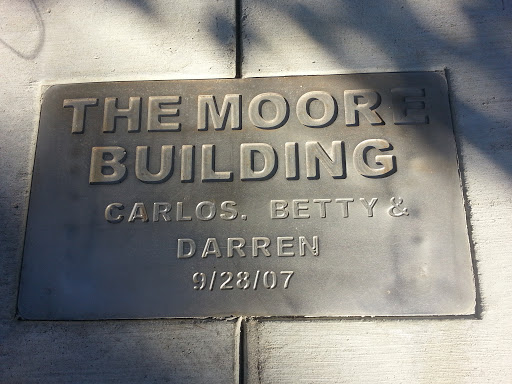 THE MOORE
BUILDING
CARLOS, BETTY &
DARREN
9/28/07